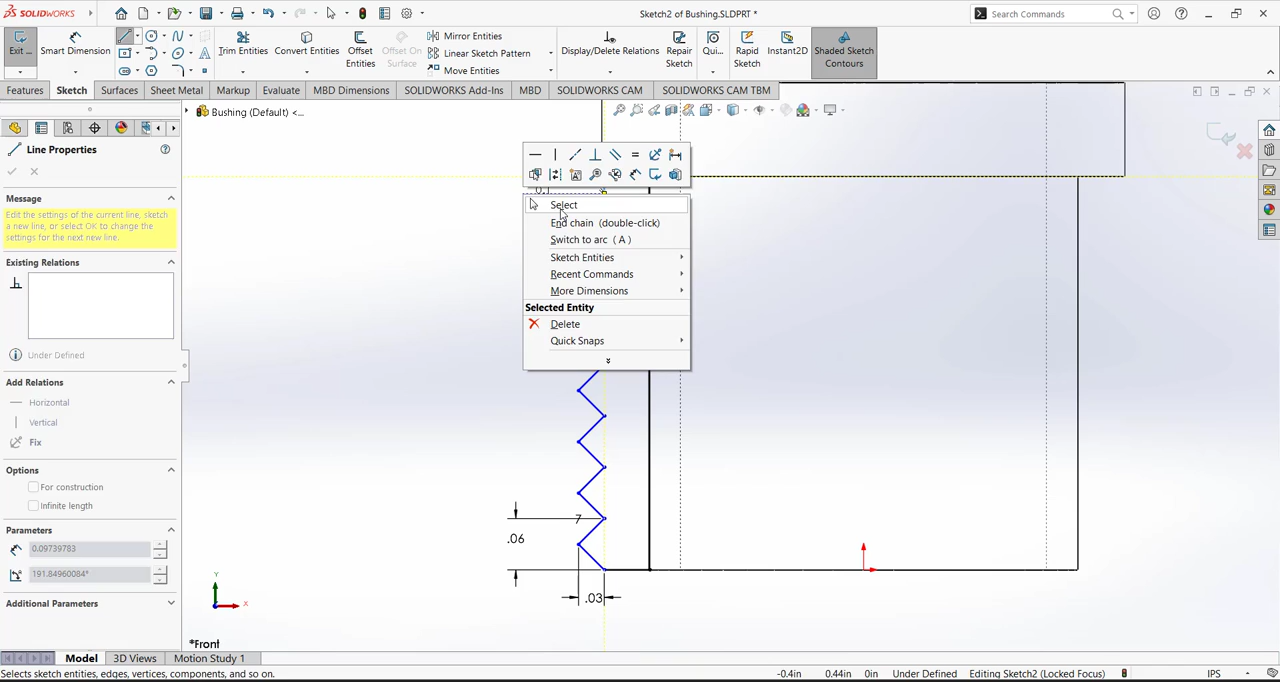 SOLIDWORKS
Sketch2 of Bushing.SLDPRT *
Search Commands
Exit ...
Smart Dimension
Trim Entities
Convert Entities
Offset Entities
Offset On Surface
Mirror Entities
Linear Sketch Pattern
Move Entities
Display/Delete Relations
Repair Sketch
Qui...
Rapid Sketch
Instant2D
Shaded Sketch Contours
Features
Sketch
Surfaces
Sheet Metal
Markup
Evaluate
MBD Dimensions
SOLIDWORKS Add-Ins
MBD
SOLIDWORKS CAM
SOLIDWORKS CAM TBM
Bushing (Default) <...
Line Properties
Message
Edit the settings of the current line, sketch
a new line, or select OK to change the
settings for the next new line.
Existing Relations
Under Defined
Add Relations
Horizontal
Vertical
Fix
Options
For construction
Infinite length
Parameters
0.09739783
191.84960084°
Additional Parameters
0.1
Select
End chain (double-click)
Switch to arc ( A )
Sketch Entities
Recent Commands
More Dimensions
Selected Entity
Delete
Quick Snaps
7
.06
.03
Y
X
*Front
Model
3D Views
Motion Study 1
Selects sketch entities, edges, vertices, components, and so on.
-0.4in
0.44in
0in
Under Defined
Editing Sketch2 (Locked Focus)
IPS